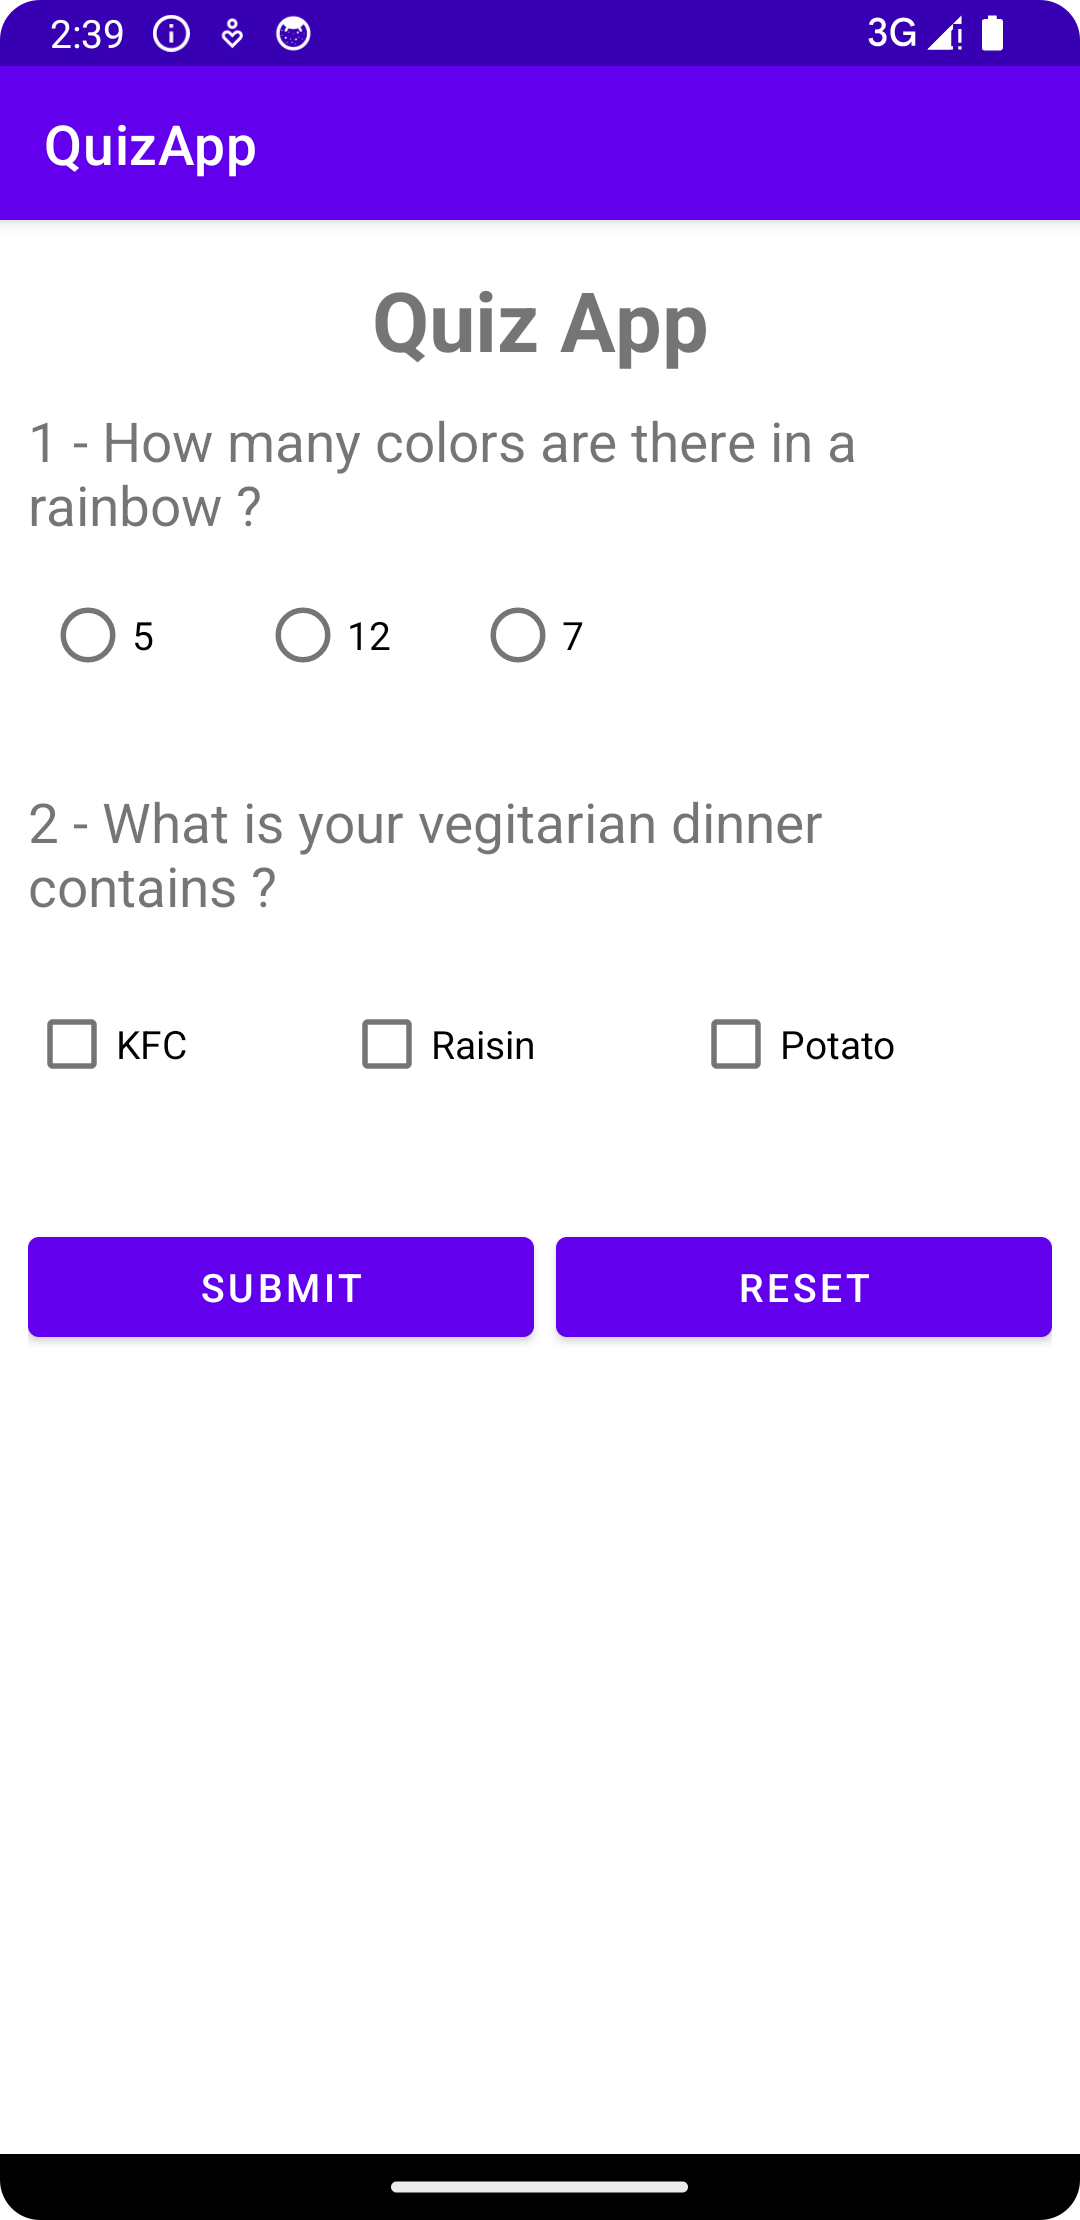 2:39 3G
QuizApp
Quiz App
1 - How many colors are there in a
rainbow ?
5 12 7
2 - What is your vegitarian dinner
contains ?
KFC Raisin Potato
SUBMIT RESET